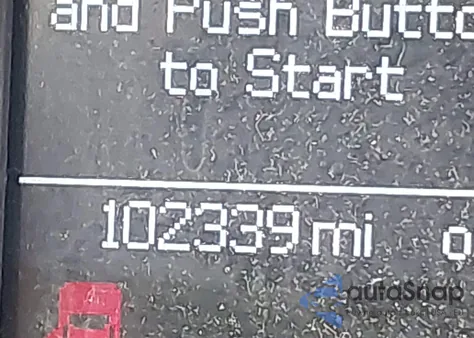 and Push Butto
to Start
102339 mi o
autoSnap